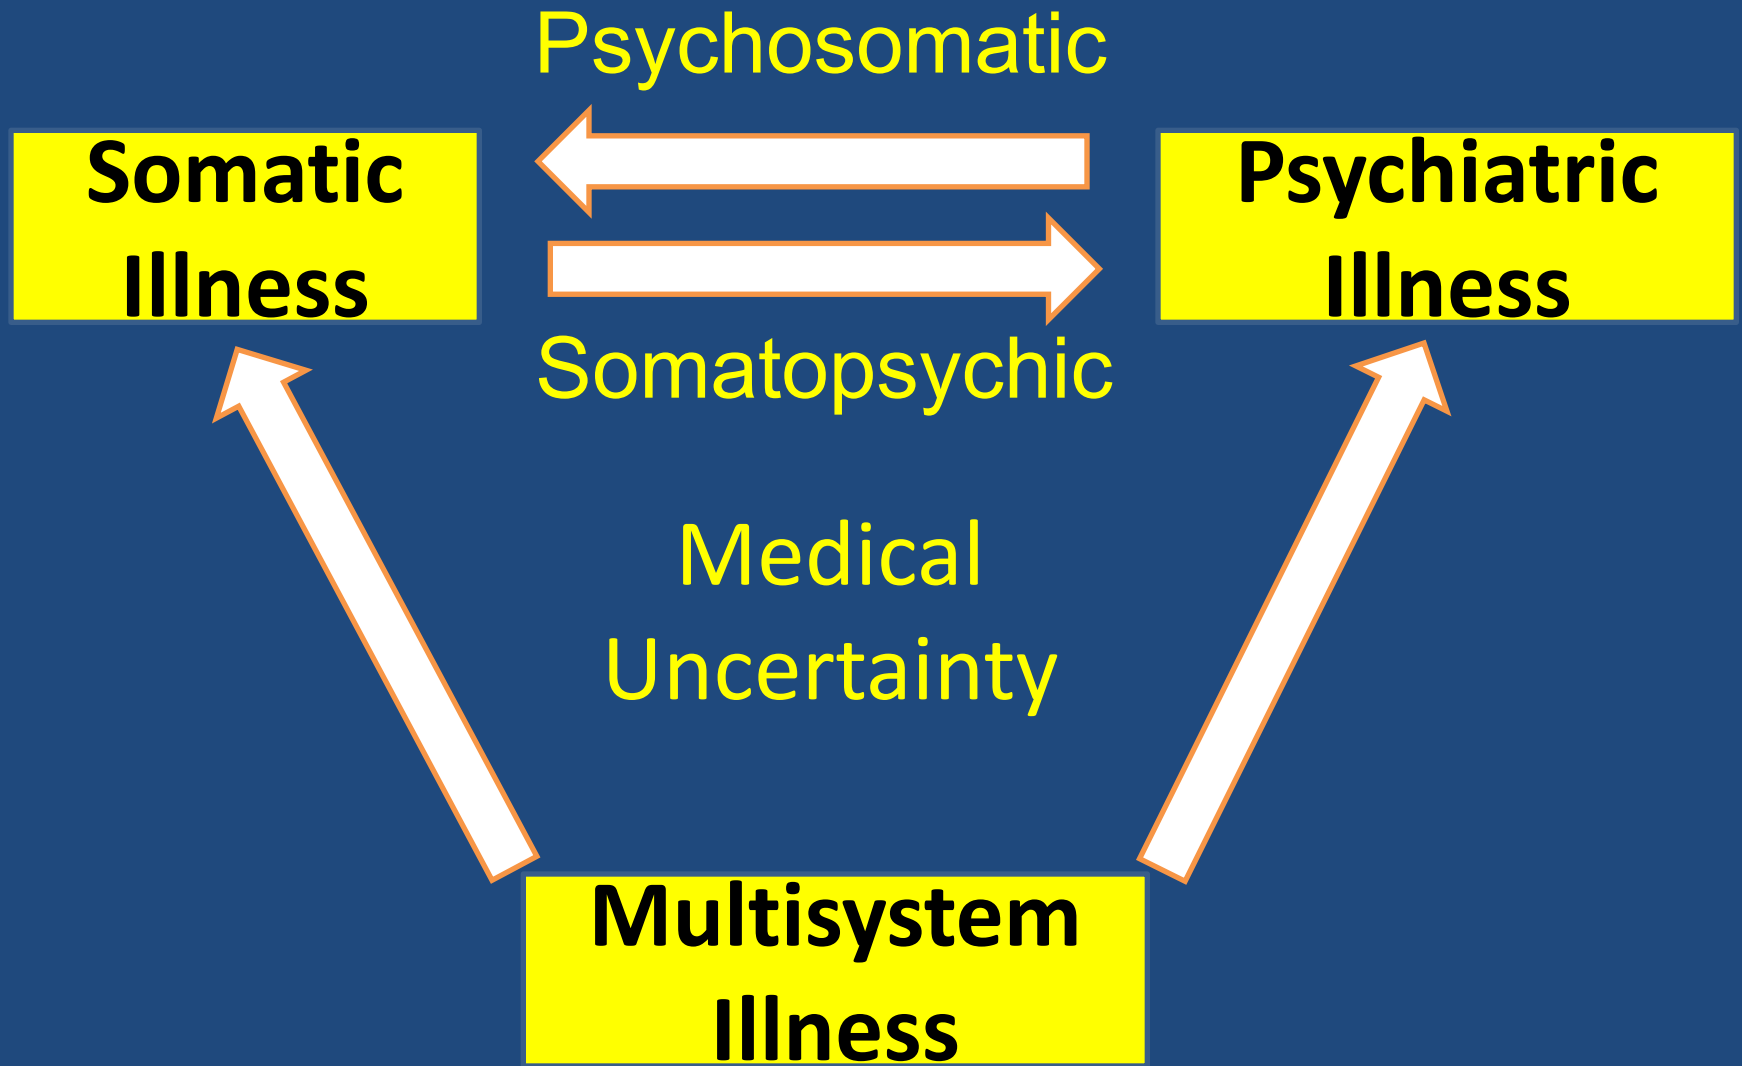 Psychosomatic
Somatic
Illness
Psychiatric
Illness
Somatopsychic
Medical
Uncertainty
Multisystem
Illness